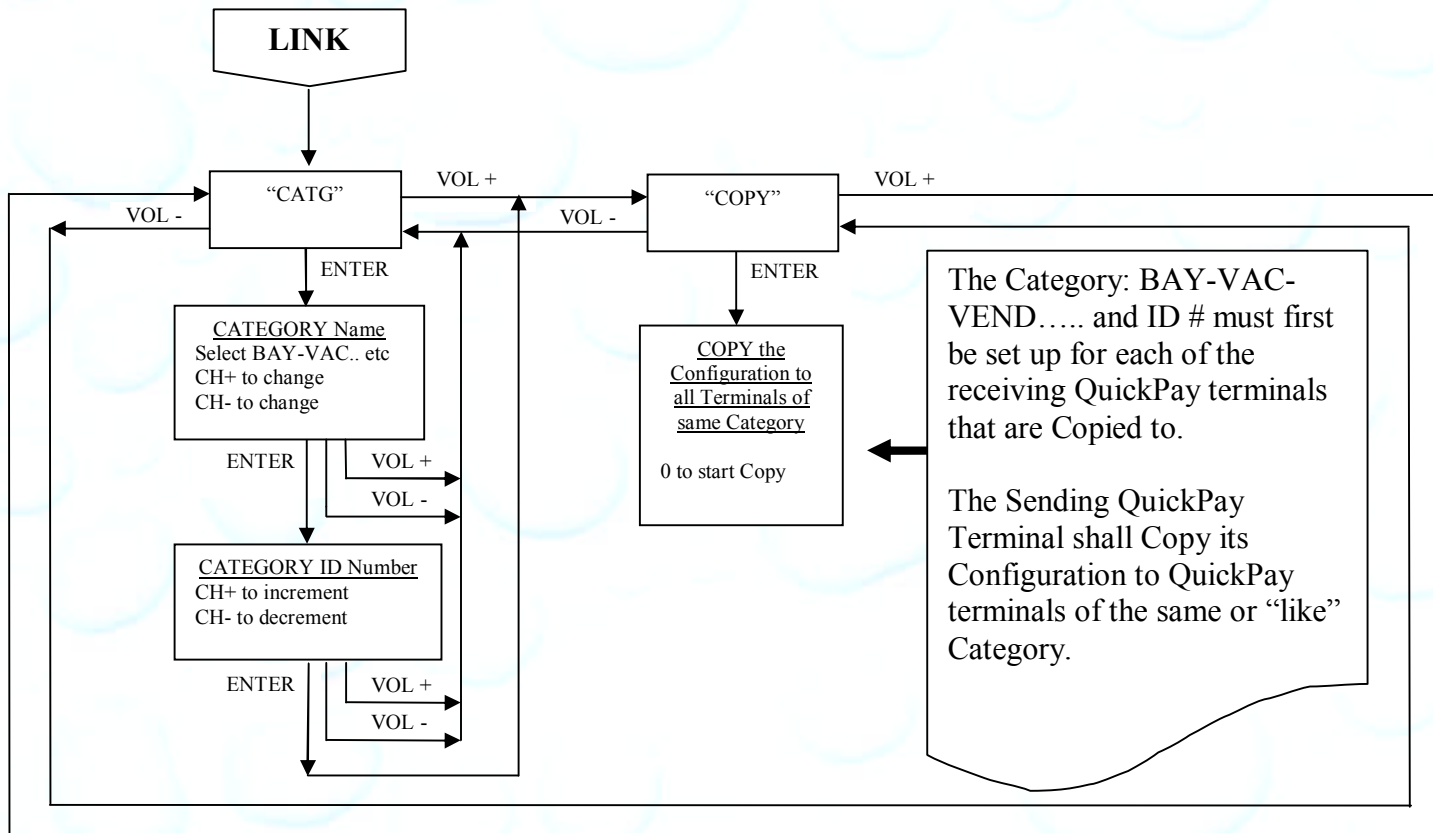 LINK
“CATG”
VOL +
VOL -
“COPY”
VOL +
VOL -
ENTER
CATEGORY Name
Select BAY-VAC.. etc
CH+ to change
CH- to change
ENTER
VOL +
VOL -
CATEGORY ID Number
CH+ to increment
CH- to decrement
ENTER
VOL +
VOL -
ENTER
COPY the
Configuration to
all Terminals of
same Category
0 to start Copy
The Category: BAY-VAC-
VEND….. and ID # must first
be set up for each of the
receiving QuickPay terminals
that are Copied to.
The Sending QuickPay
Terminal shall Copy its
Configuration to QuickPay
terminals of the same or “like”
Category.